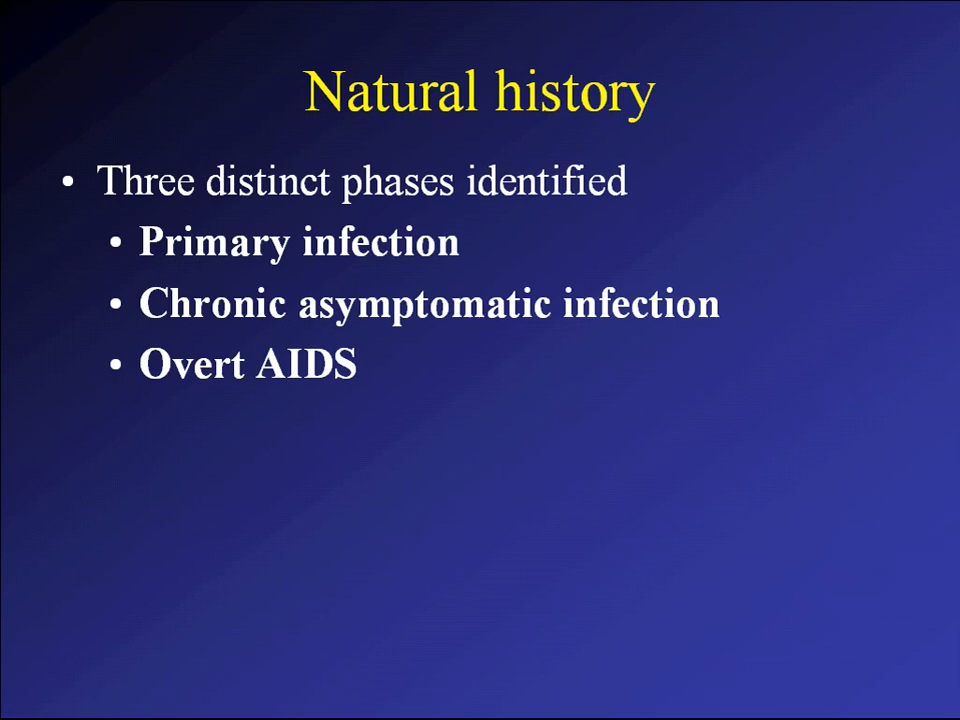 Natural history
• Three distinct phases identified
• Primary infection
• Chronic asymptomatic infection
• Overt AIDS